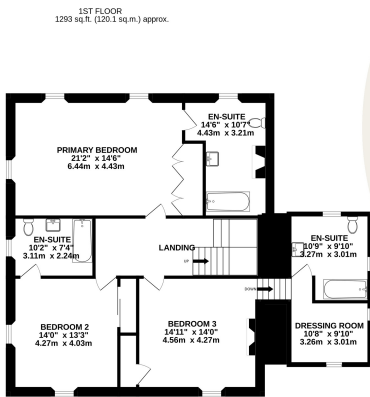 1ST FLOOR
1293 sq.ft. (120.1 sq.m.) approx.
EN-SUITE
14'6" x 10'7"
4.43m x 3.21m
PRIMARY BEDROOM
21'2" x 14'6"
6.44m x 4.43m
EN-SUITE
10'2" x 7'4"
3.11m x 2.24m
LANDING
UP
EN-SUITE
10'9" x 9'10"
3.27m x 3.01m
DOWN
BEDROOM 2
14'0" x 13'3"
4.27m x 4.03m
BEDROOM 3
14'11" x 14'0"
4.56m x 4.27m
DRESSING ROOM
10'8" x 9'10"
3.26m x 3.01m